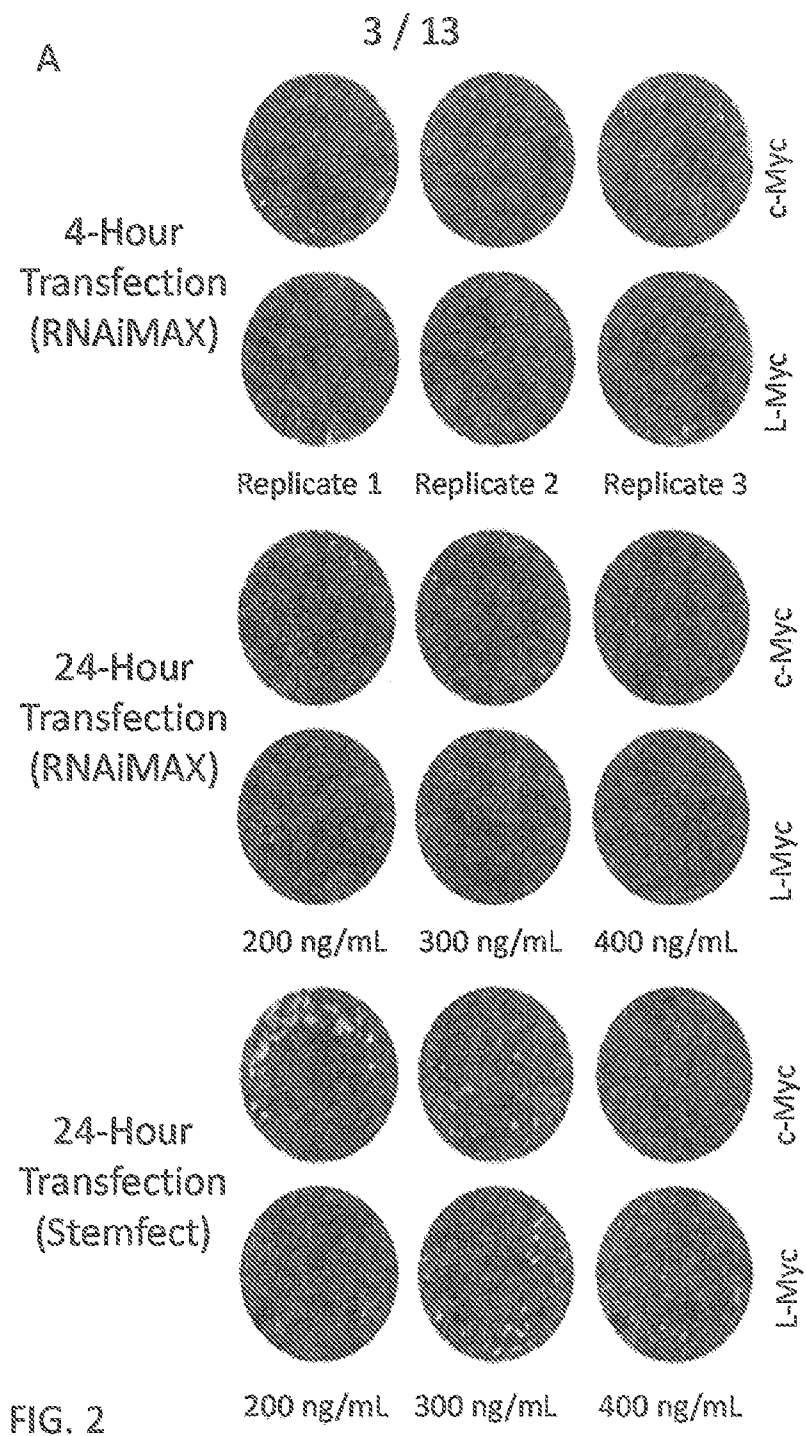 3 / 13
A
4-Hour
Transfection
(RNAiMAX)
c-Myc
L-Myc
Replicate 1 Replicate 2 Replicate 3
24-Hour
Transfection
(RNAiMAX)
c-Myc
L-Myc
200 ng/mL 300 ng/mL 400 ng/mL
24-Hour
Transfection
(Stemfect)
c-Myc
L-Myc
200 ng/mL 300 ng/mL 400 ng/mL
FIG. 2